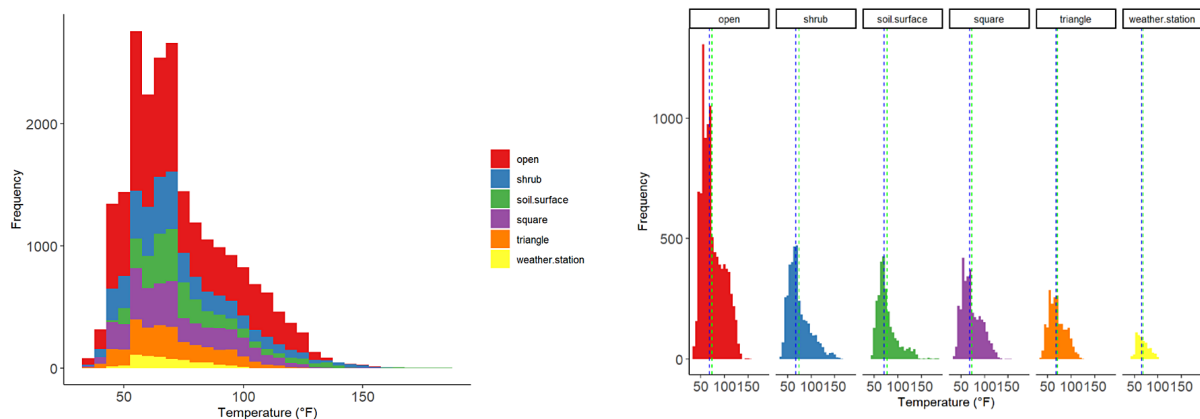 Frequency
2000
1000
0
50
100
150
Temperature (°F)
open
shrub
soil.surface
square
triangle
weather.station
open
shrub
soil.surface
square
triangle
weather.station
Frequency
1000
500
0
50 100150
50 100150
50 100150
50 100150
50 100150
50 100150
Temperature (°F)